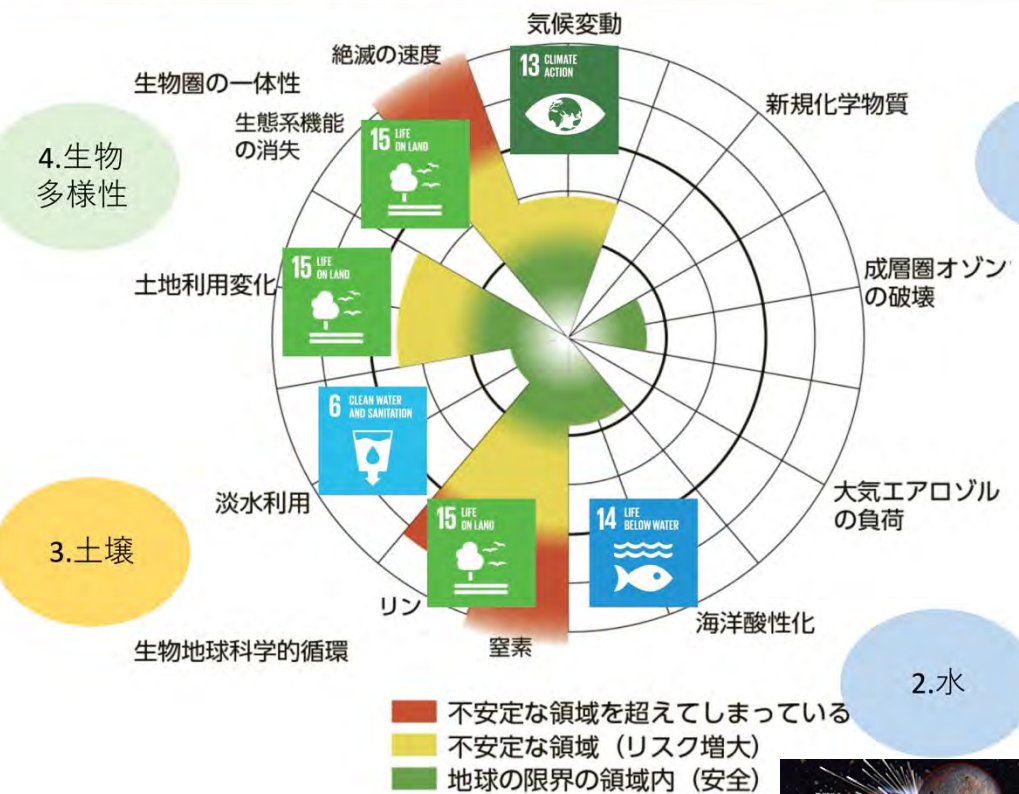 気候変動
絶滅の速度
13 CLIMATE
ACTION
生物圏の一体性
新規化学物質
生態系機能
の消失
15 LIFE
ON LAND
4.生物
多様性
15 LIFE
ON LAND
土地利用変化
成層圏オゾン
の破壊
6 CLEAN WATER
AND SANITATION
淡水利用
大気エアロゾル
の負荷
15 LIFE
ON LAND
14 LIFE
BELOW WATER
3.土壌
リン
海洋酸性化
窒素
生物地球科学的循環
2.水
不安定な領域を超えてしまっている
不安定な領域（リスク増大）
地球の限界の領域内（安全）